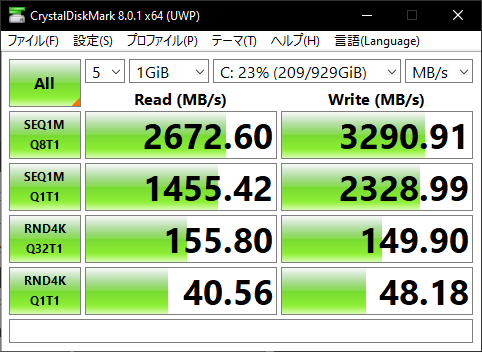 CrystalDiskMark 8.0.1 x64 (UWP)
ファイル(F) 設定(S) プロファイル(P) テーマ(T) ヘルプ(H) 言語(Language)
All 5 1GiB C: 23% (209/929GiB) MB/s
Read (MB/s) Write (MB/s)
SEQ1M
Q8T1 2672.60 3290.91
SEQ1M
Q1T1 1455.42 2328.99
RND4K
Q32T1 155.80 149.90
RND4K
Q1T1 40.56 48.18